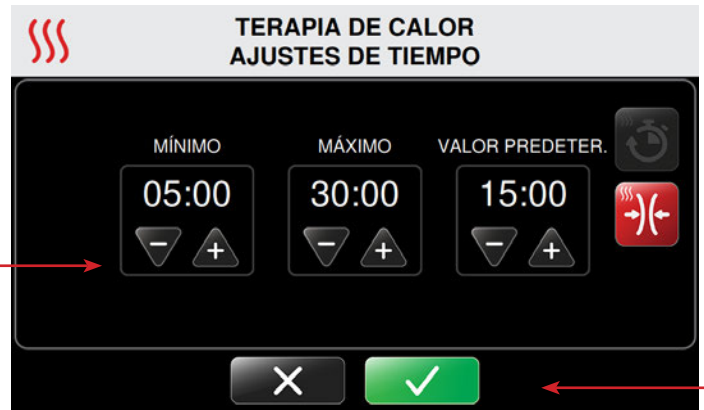 TERAPIA DE CALOR
AJUSTES DE TIEMPO
MÍNIMO MÁXIMO VALOR PREDETER.
05:00 30:00 15:00